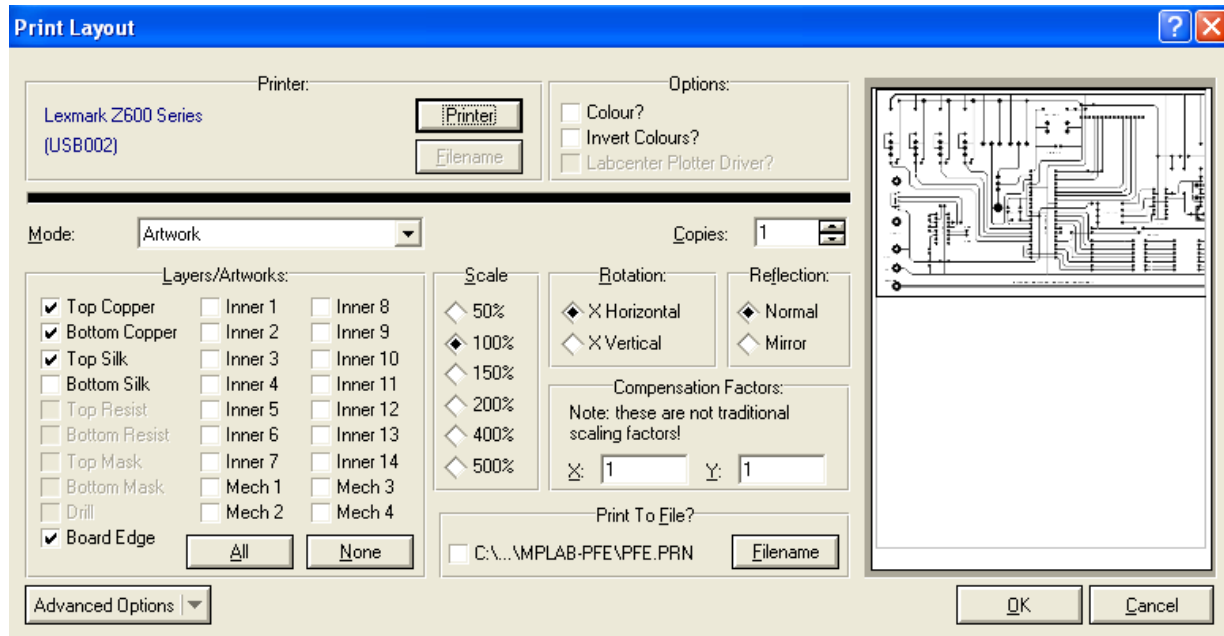 Print Layout
Printer:
Lexmark Z600 Series
(USB002)
Printer
Filename
Options:
Colour?
Invert Colours?
Labcenter Plotter Driver?
Mode: Artwork
Copies: 1
Layers/Artworks:
Top Copper Inner 1 Inner 8
Bottom Copper Inner 2 Inner 9
Top Silk Inner 3 Inner 10
Bottom Silk Inner 4 Inner 11
Top Resist Inner 5 Inner 12
Bottom Resist Inner 6 Inner 13
Top Mask Inner 7 Inner 14
Bottom Mask Mech 1 Mech 3
Drill Mech 2 Mech 4
Board Edge
All None
Scale
50%
100%
150%
200%
400%
500%
Rotation:
X Horizontal
X Vertical
Reflection:
Normal
Mirror
Compensation Factors:
Note: these are not traditional
scaling factors!
X: 1 Y: 1
Print To File?
C:\...\MPLAB-PFE\PFE.PRN Filename
Advanced Options
OK Cancel